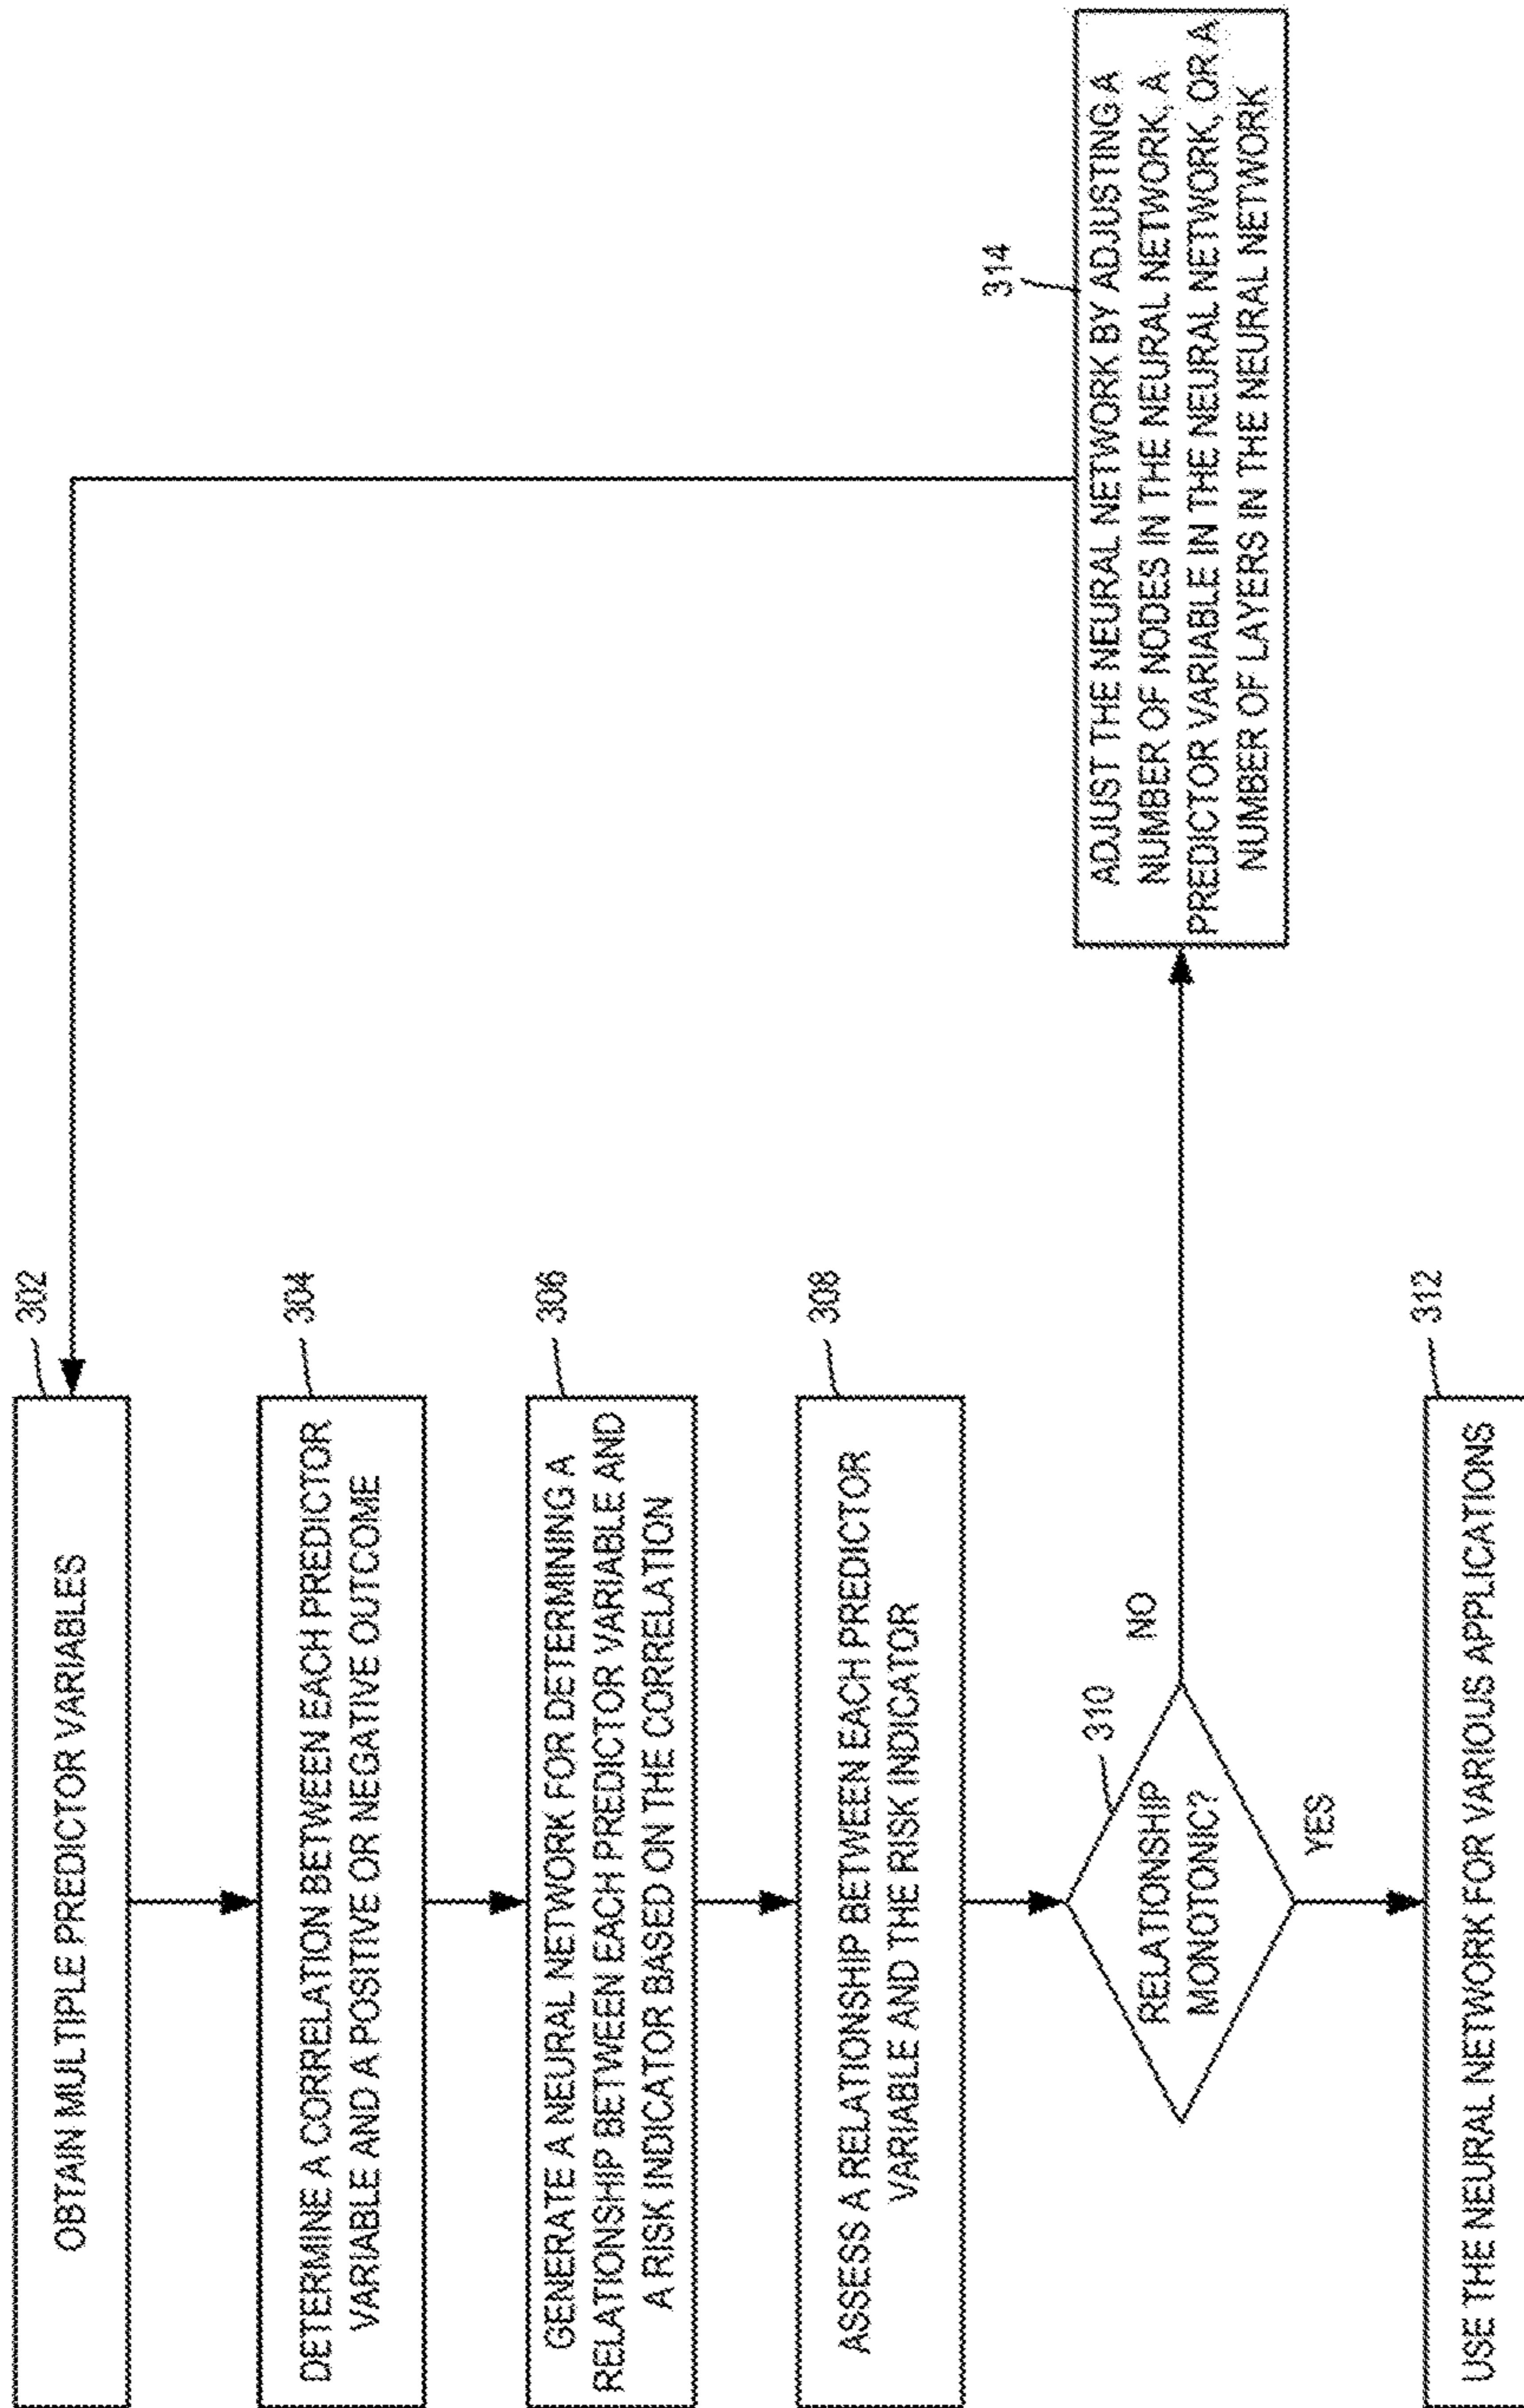 302
OBTAIN MULTIPLE PREDICTOR VARIABLES
304
DETERMINE A CORRELATION BETWEEN EACH PREDICTOR
VARIABLE AND A POSITIVE OR NEGATIVE OUTCOME
306
GENERATE A NEURAL NETWORK FOR DETERMINING A
RELATIONSHIP BETWEEN EACH PREDICTOR VARIABLE AND
A RISK INDICATOR BASED ON THE CORRELATION
308
ASSESS A RELATIONSHIP BETWEEN EACH PREDICTOR
VARIABLE AND THE RISK INDICATOR
310
RELATIONSHIP
MONOTONIC?
NO
YES
314
ADJUST THE NEURAL NETWORK BY ADJUSTING A
NUMBER OF NODES IN THE NEURAL NETWORK, A
PREDICTOR VARIABLE IN THE NEURAL NETWORK, OR A
NUMBER OF LAYERS IN THE NEURAL NETWORK
312
USE THE NEURAL NETWORK FOR VARIOUS APPLICATIONS